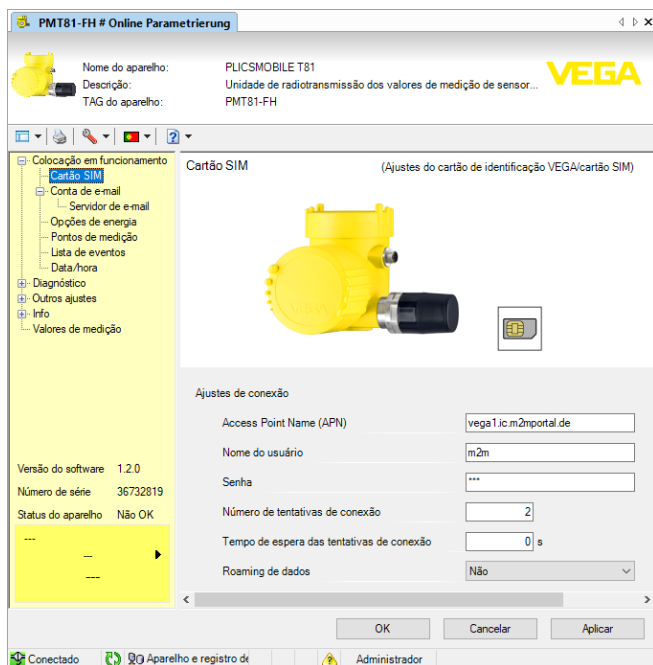 PMT81-FH # Online Parametrierung
Nome do aparelho: PLICSMOBILE T81
Descrição: Unidade de radiotransmissão dos valores de medição de sensor...
TAG do aparelho: PMT81-FH
VEGA
Colocação em funcionamento
Cartão SIM
Conta de e-mail
Servidor de e-mail
Opções de energia
Pontos de medição
Lista de eventos
Data/hora
Diagnóstico
Outros ajustes
Info
Valores de medição
Versão do software 1.2.0
Número de série 36732819
Status do aparelho Não OK
---
---
---
Cartão SIM (Ajustes do cartão de identificação VEGA/cartão SIM)
VEGA
Ajustes de conexão
Access Point Name (APN) vega1.ic.m2mportal.de
Nome do usuário m2m
Senha ***
Número de tentativas de conexão 2
Tempo de espera das tentativas de conexão 0 s
Roaming de dados Não
OK Cancelar Aplicar
Conectado Aparelho e registro de Administrador